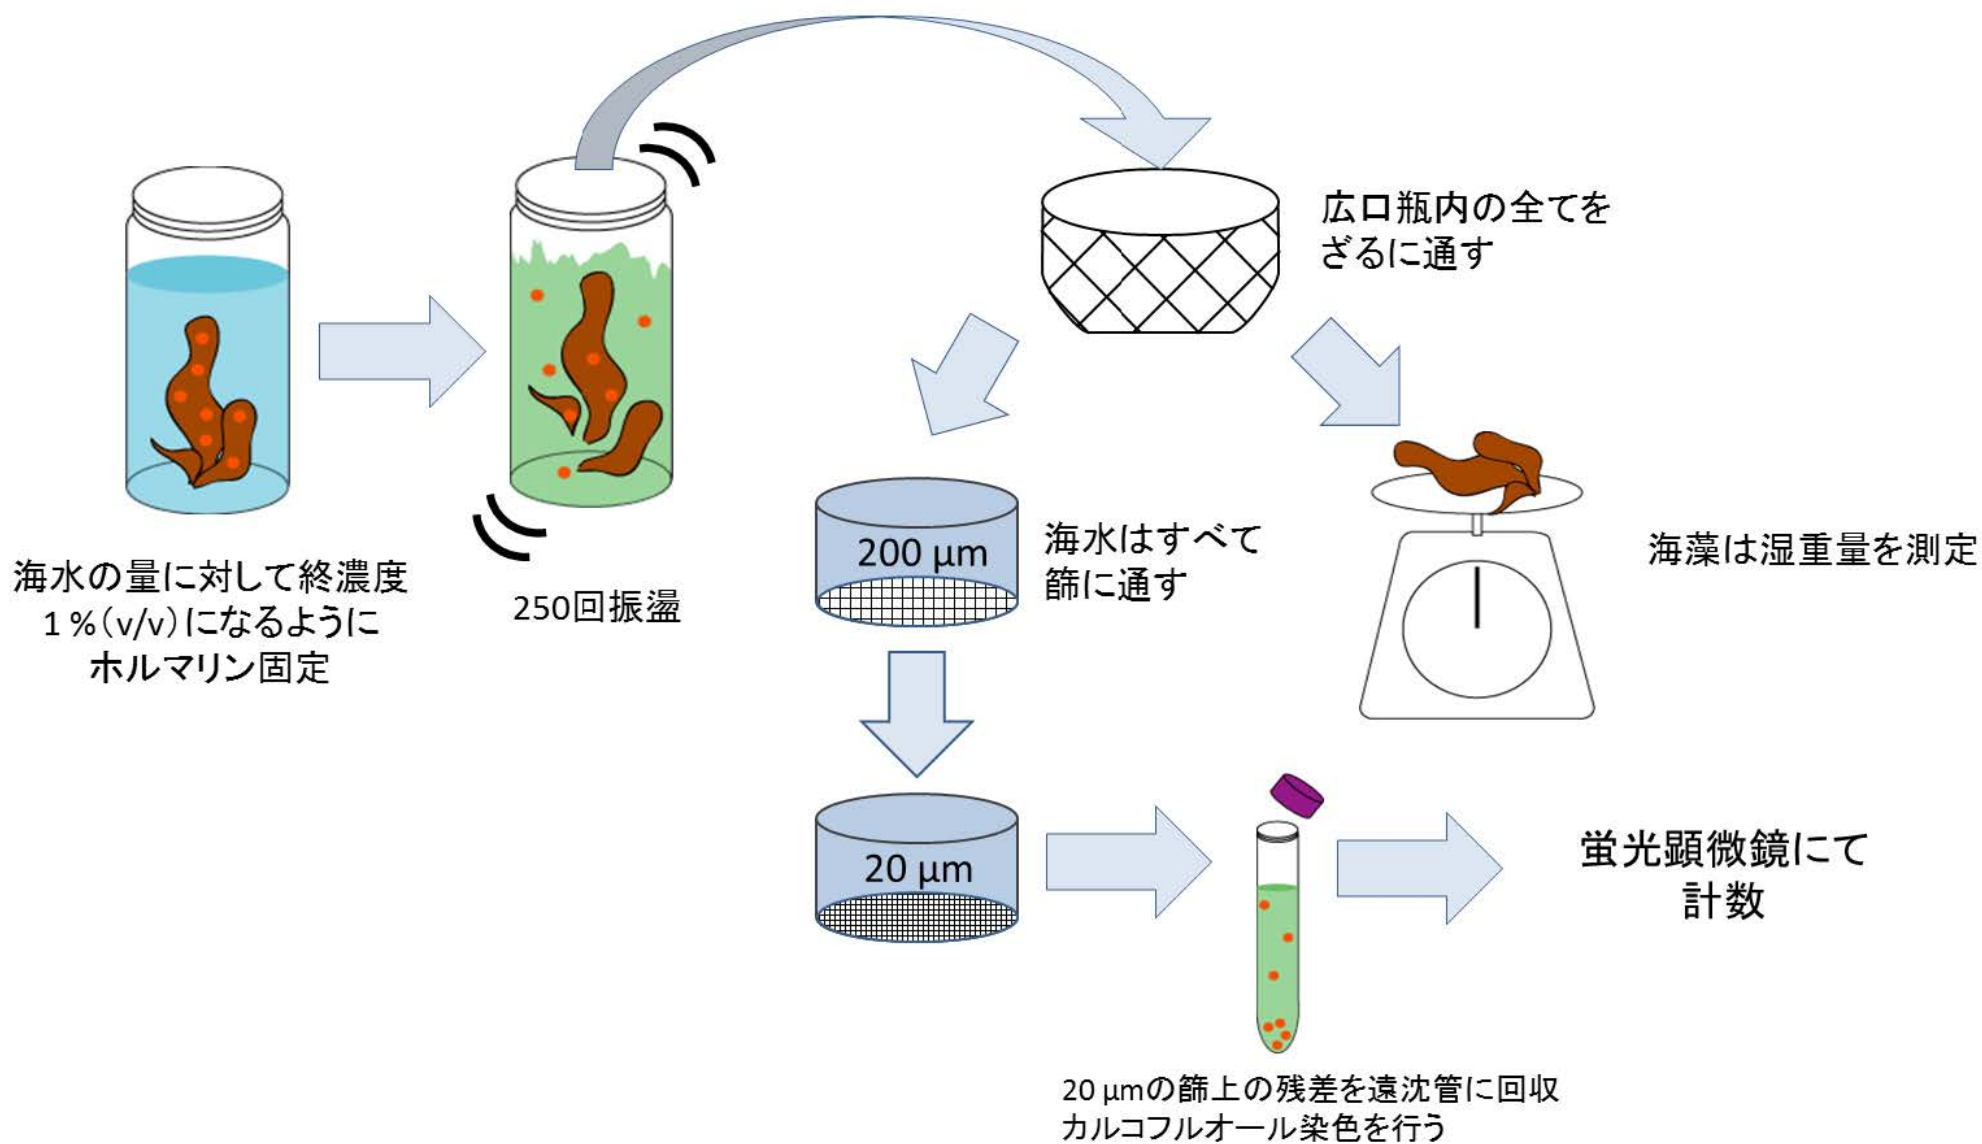 海水の量に対して終濃度
1 %(v/v)になるように
ホルマリン固定
250回振盪
広口瓶内の全てを
ざるに通す
200 μm
海水はすべて
篩に通す
海藻は湿重量を測定
20 μm
20 μmの篩上の残差を遠沈管に回収
カルコフルオール染色を行う
蛍光顕微鏡にて
計数